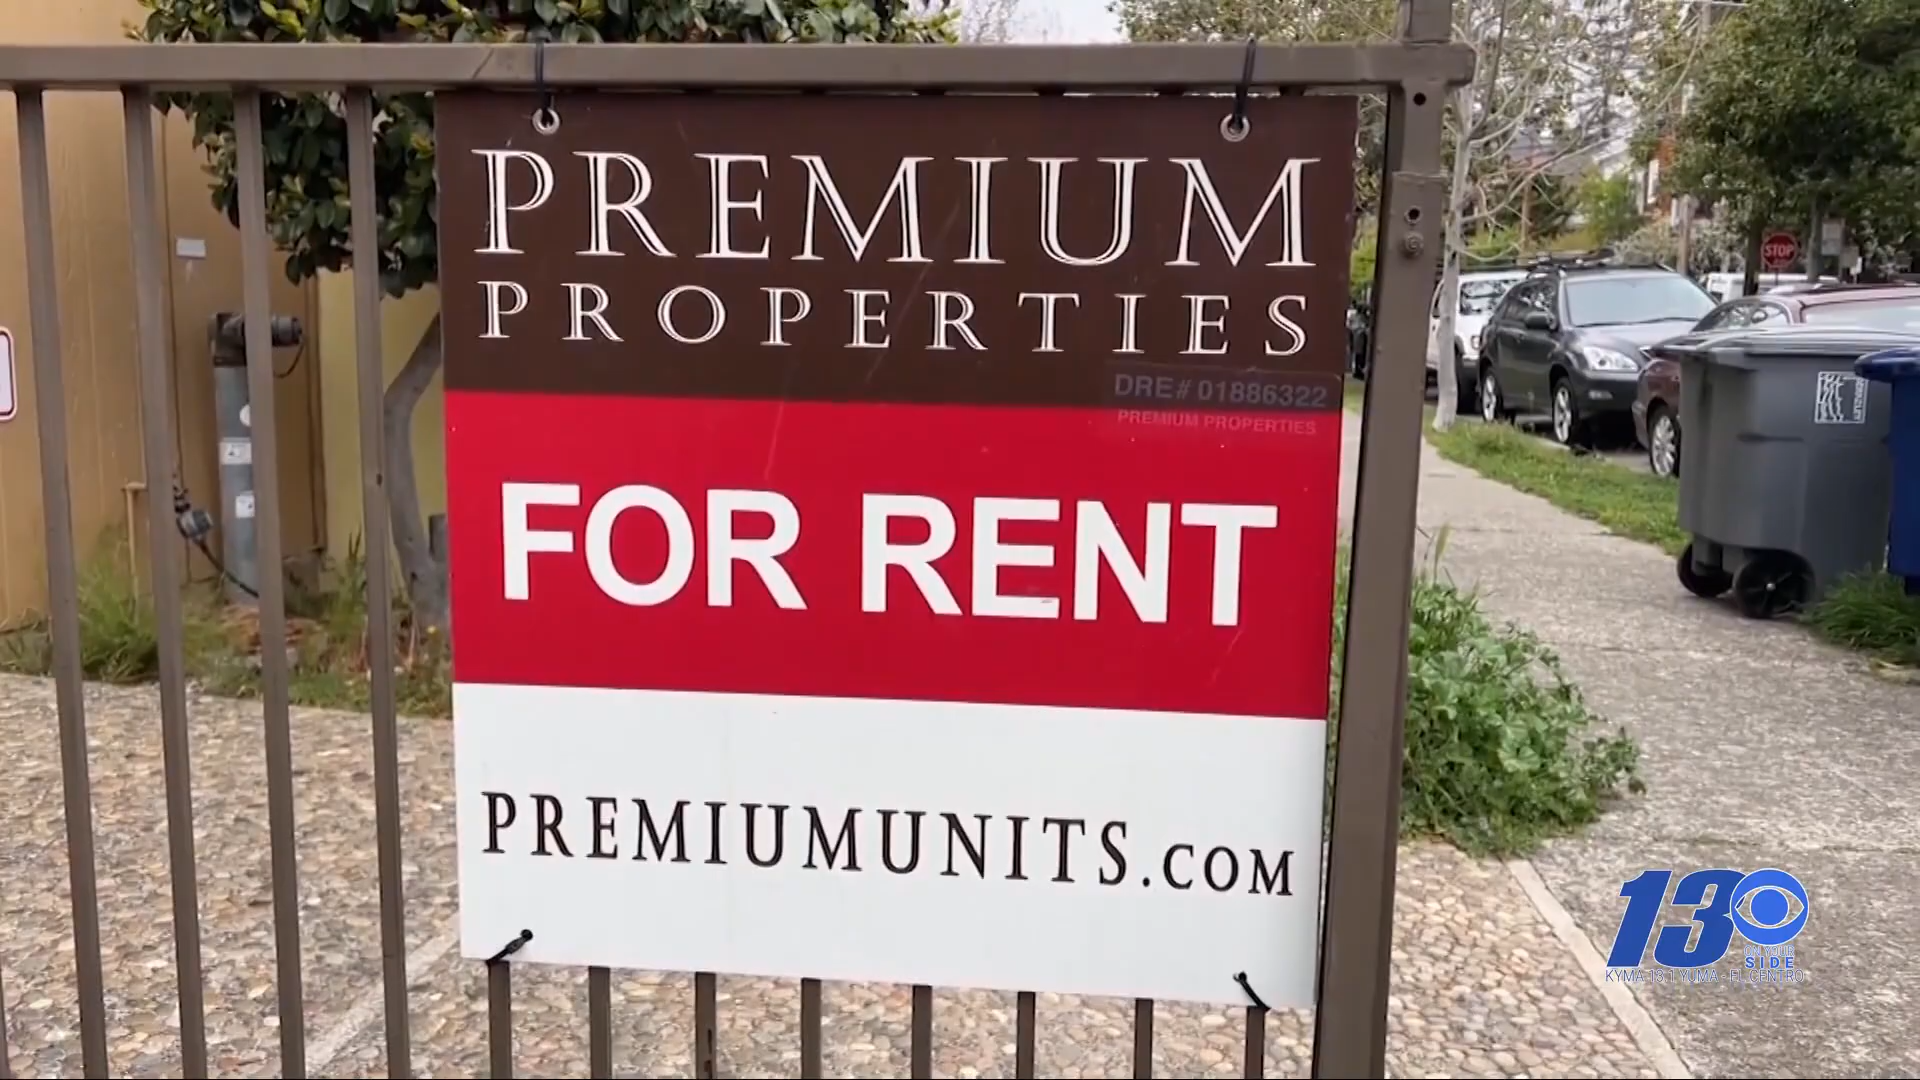 PREMIUM
PROPERTIES
DRE# 01886322
PREMIUM PROPERTIES
FOR RENT
PREMIUMUNITS.COM
STOP
13
ON YOUR
SIDE
KYMA 13.1 YUMA - EL CENTRO